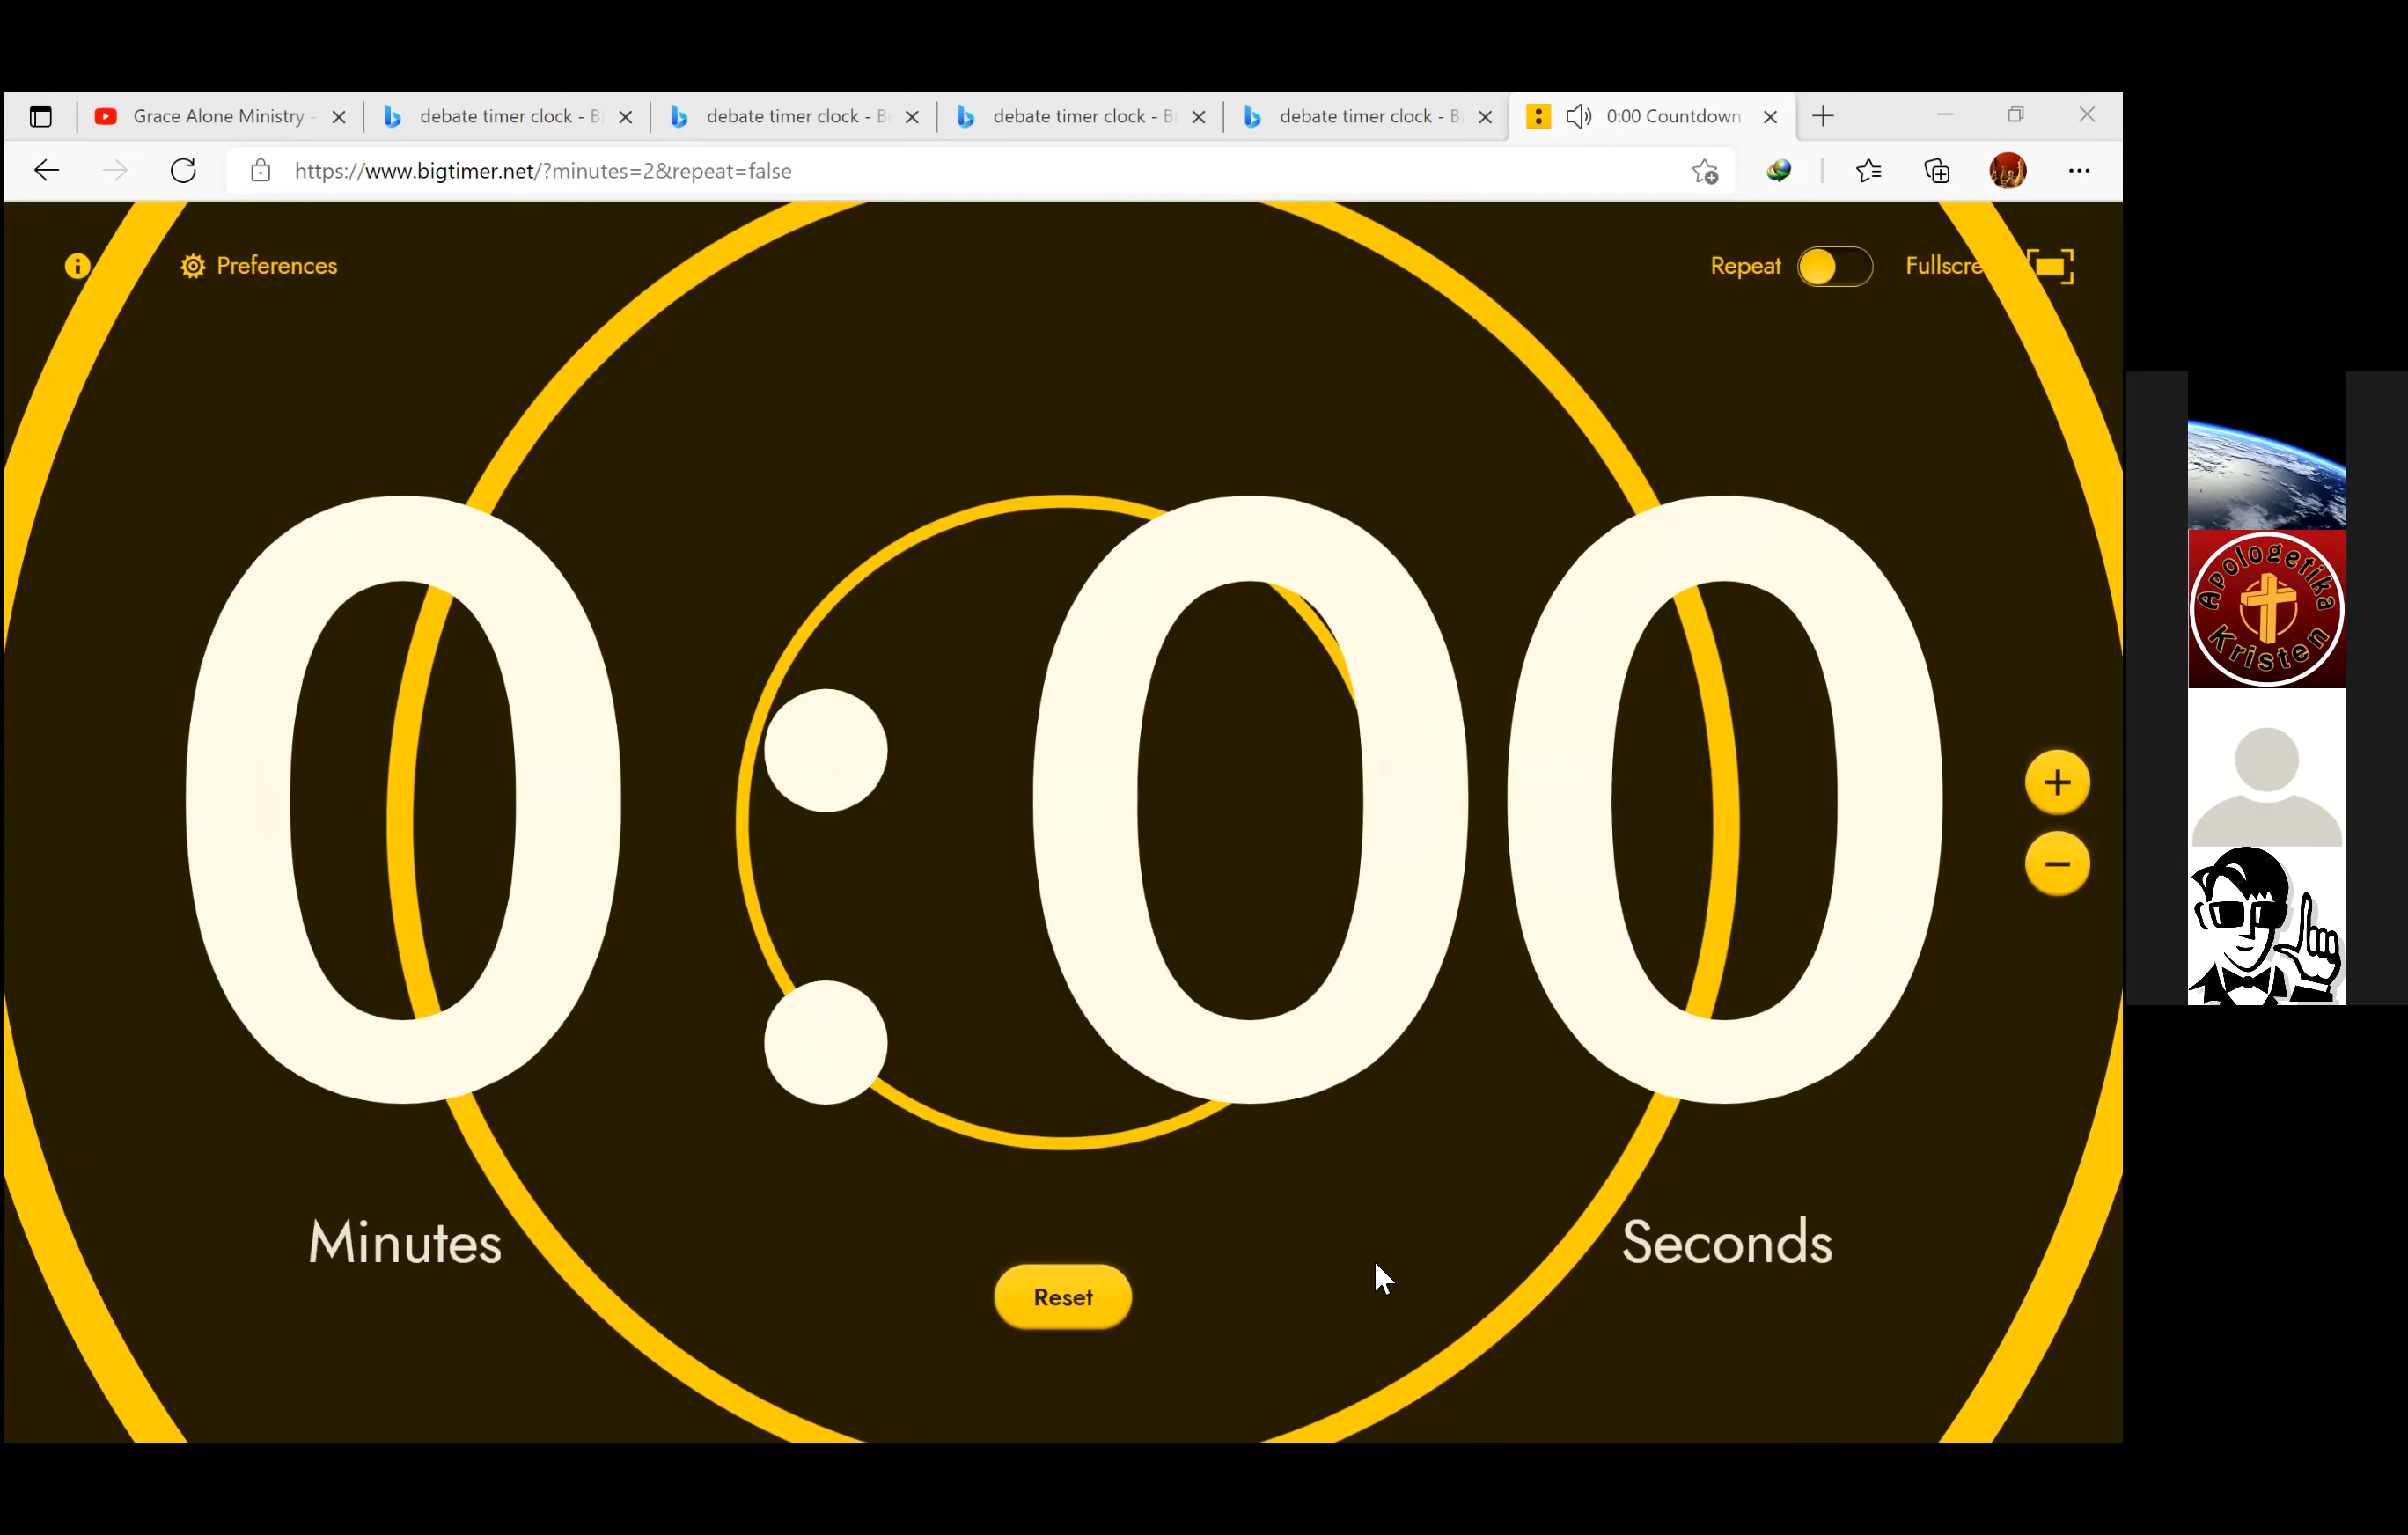 Grace Alone Ministry -
debate timer clock - B
debate timer clock - B
debate timer clock - B
debate timer clock - B
0:00 Countdown
https://www.bigtimer.net/?minutes=2&repeat=false
Preferences
Repeat
Fullscre
0:00
Minutes
Seconds
Reset
Apologetika
Kristen